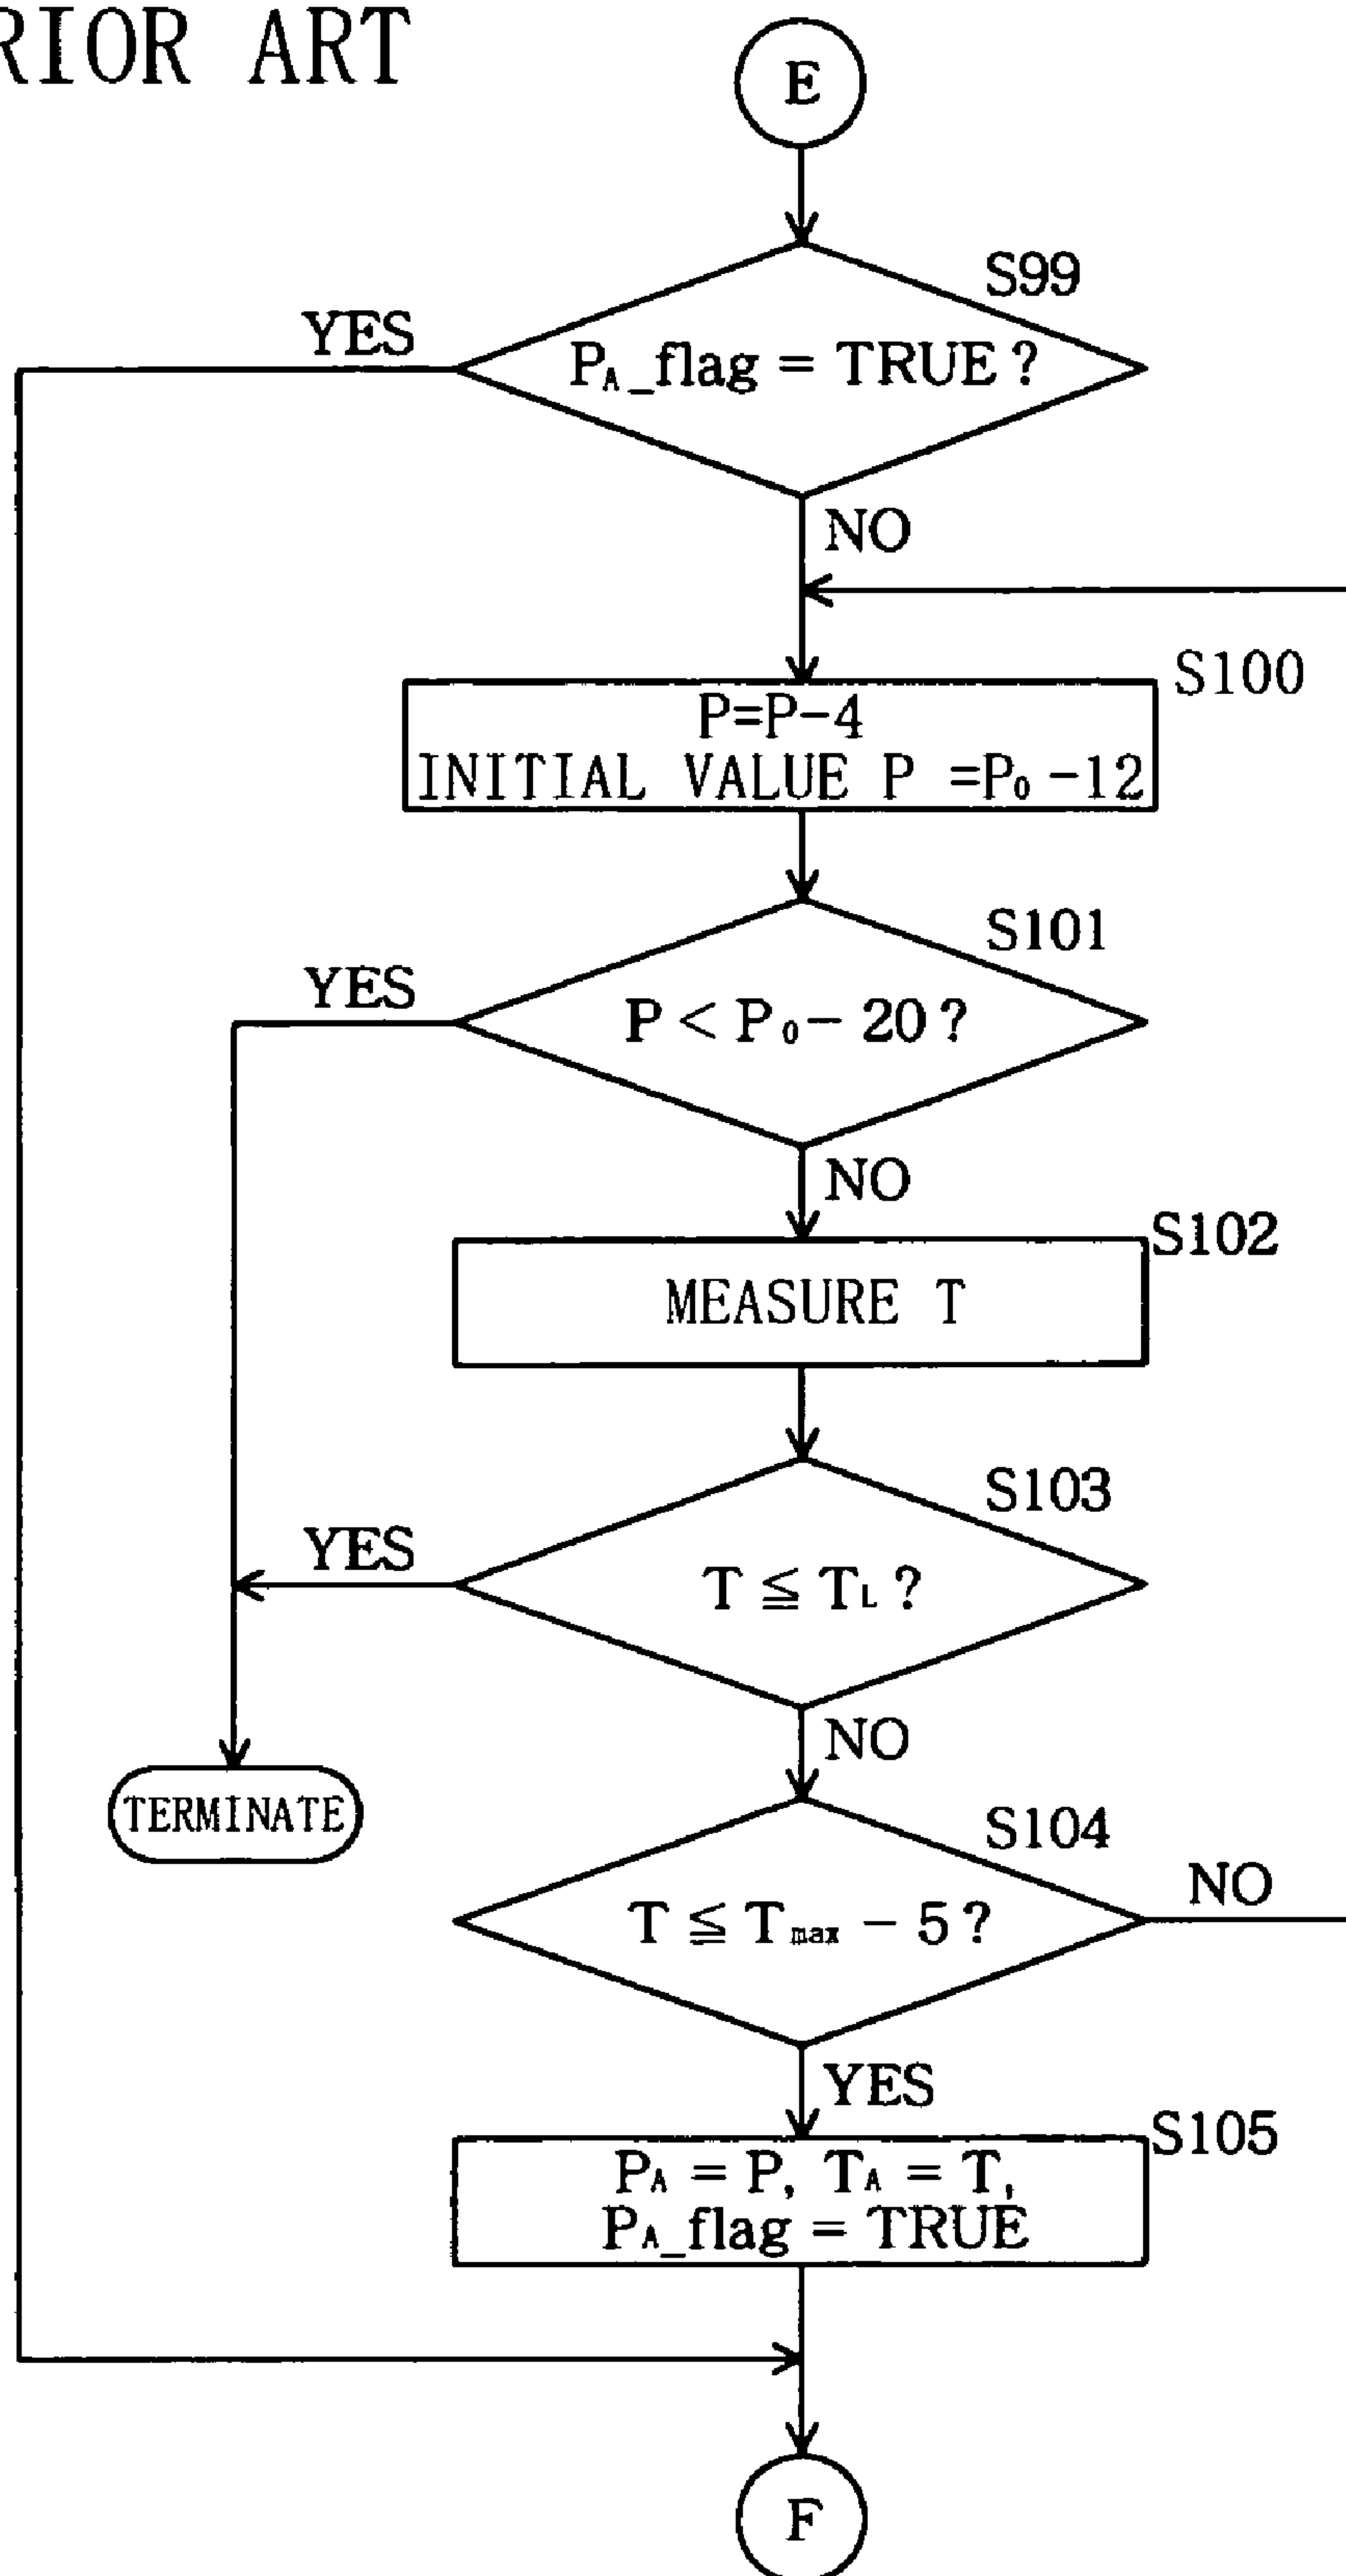 RIOR ART
E
S99
YES
PA_flag = TRUE ?
NO
S100
P=P-4
INITIAL VALUE P =P0 -12
S101
YES
P < P0 - 20 ?
NO
S102
MEASURE T
S103
YES
T ≦ TL ?
NO
TERMINATE
S104
NO
T ≦ Tmax - 5 ?
YES
S105
PA = P, TA = T,
PA_flag = TRUE
F